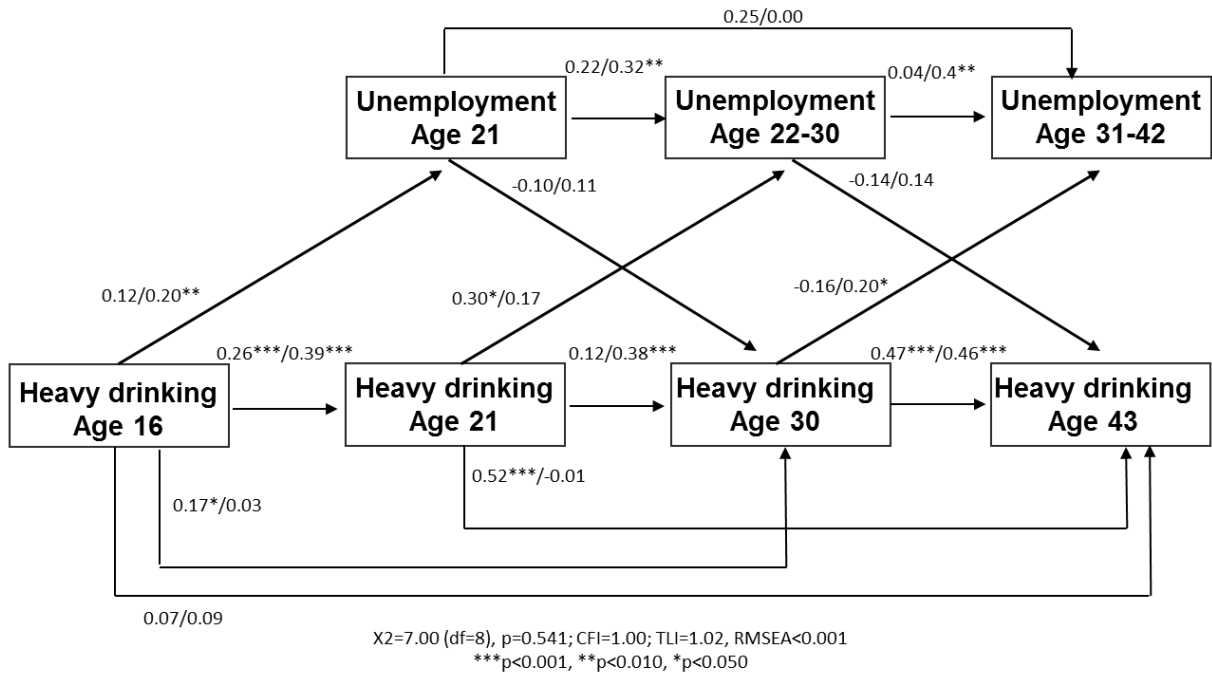 0.25/0.00
0.22/0.32**
0.04/0.4**
Unemployment
Age 21
Unemployment
Age 22-30
Unemployment
Age 31-42
-0.10/0.11
-0.14/0.14
0.12/0.20**
0.30*/0.17
-0.16/0.20*
0.26***/0.39***
0.12/0.38***
0.47***/0.46***
Heavy drinking
Age 16
Heavy drinking
Age 21
Heavy drinking
Age 30
Heavy drinking
Age 43
0.52***/-0.01
0.17*/0.03
0.07/0.09
X2=7.00 (df=8), p=0.541; CFI=1.00; TLI=1.02, RMSEA<0.001
***p<0.001, **p<0.010, *p<0.050